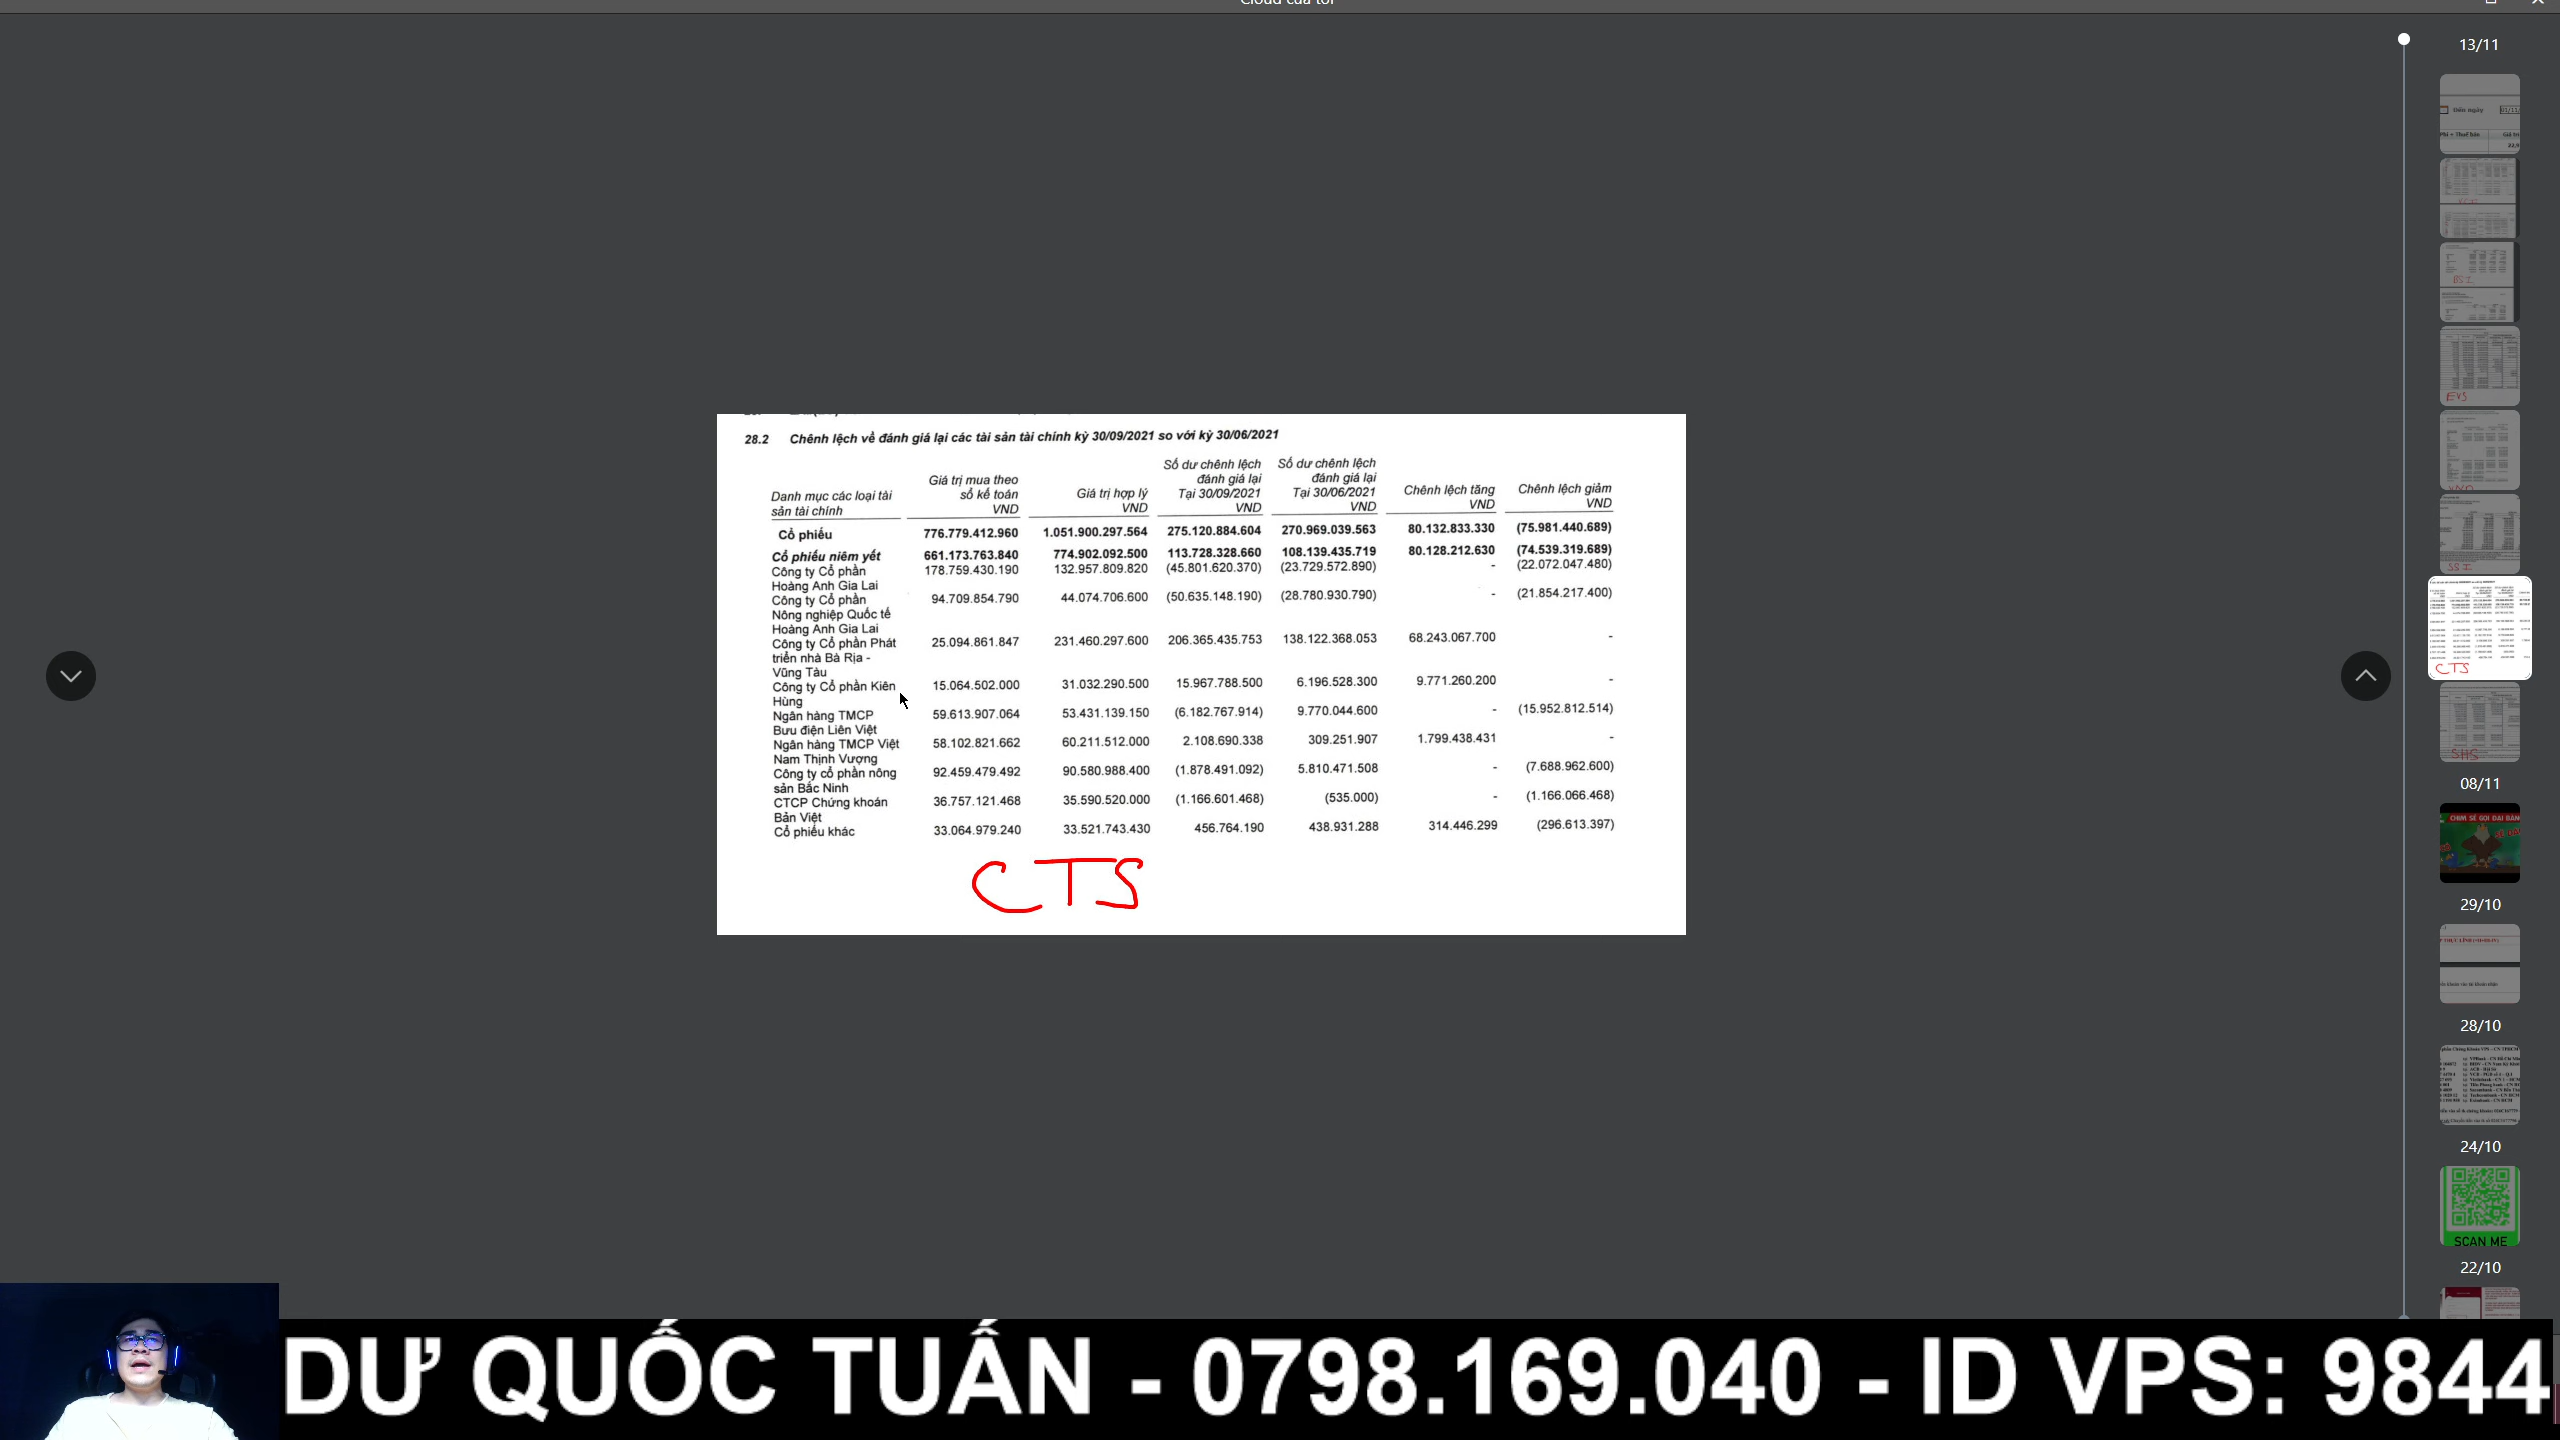 Cloud của tôi
28.2 Chênh lệch về đánh giá lại các tài sản tài chính kỳ 30/09/2021 so với kỳ 30/06/2021
Danh mục các loại tài sản tài chính
Giá trị mua theo sổ kế toán VND
Giá trị hợp lý VND
Số dư chênh lệch đánh giá lại Tại 30/09/2021 VND
Số dư chênh lệch đánh giá lại Tại 30/06/2021 VND
Chênh lệch tăng VND
Chênh lệch giảm VND
Cổ phiếu 776.779.412.960 1.051.900.297.564 275.120.884.604 270.969.039.563 80.132.833.330 (75.981.440.689)
Cổ phiếu niêm yết 661.173.763.840 774.902.092.500 113.728.328.660 108.139.435.719 80.128.212.630 (74.539.319.689)
Công ty Cổ phần Hoàng Anh Gia Lai 178.759.430.190 132.957.809.820 (45.801.620.370) (23.729.572.890) - (22.072.047.480)
Công ty Cổ phần Nông nghiệp Quốc tế Hoàng Anh Gia Lai 94.709.854.790 44.074.706.600 (50.635.148.190) (28.780.930.790) - (21.854.217.400)
Công ty Cổ phần Phát triển nhà Bà Rịa - Vũng Tàu 25.094.861.847 231.460.297.600 206.365.435.753 138.122.368.053 68.243.067.700 -
Công ty Cổ phần Kiên Hùng 15.064.502.000 31.032.290.500 15.967.788.500 6.196.528.300 9.771.260.200 -
Ngân hàng TMCP Bưu điện Liên Việt 59.613.907.064 53.431.139.150 (6.182.767.914) 9.770.044.600 - (15.952.812.514)
Ngân hàng TMCP Việt Nam Thịnh Vượng 58.102.821.662 60.211.512.000 2.108.690.338 309.251.907 1.799.438.431 -
Công ty cổ phần nông sản Bắc Ninh 92.459.479.492 90.580.988.400 (1.878.491.092) 5.810.471.508 - (7.688.962.600)
CTCP Chứng khoán Bản Việt 36.757.121.468 35.590.520.000 (1.166.601.468) (535.000) - (1.166.066.468)
Cổ phiếu khác 33.064.979.240 33.521.743.430 456.764.190 438.931.288 314.446.299 (296.613.397)
CTS
13/11
Đến ngày
EVS
SSI
CTS
SHS
08/11
29/10
28/10
24/10
SCAN ME
22/10
DƯ QUỐC TUẤN - 0798.169.040 - ID VPS: 9844